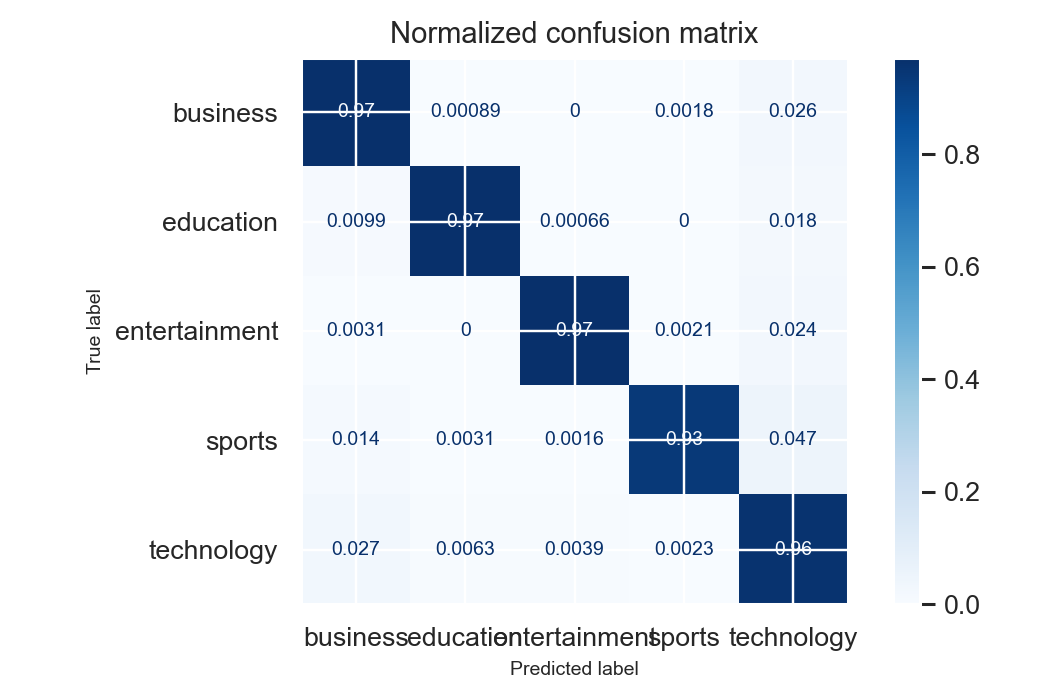 Normalized confusion matrix
business 0.97 0.00089 0 0.0018 0.026
education 0.0099 0.97 0.00066 0 0.018
entertainment 0.0031 0 0.97 0.0021 0.024
sports 0.014 0.0031 0.0016 0.93 0.047
technology 0.027 0.0063 0.0039 0.0023 0.96
business education entertainment sports technology
Predicted label
True label
0.8
0.6
0.4
0.2
0.0